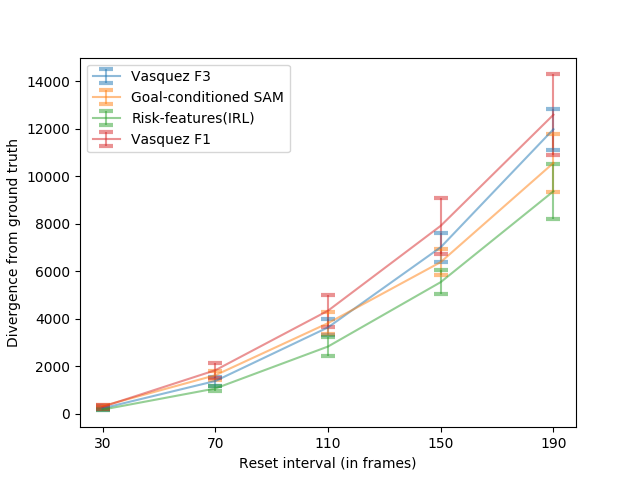 Vasquez F3
Goal-conditioned SAM
Risk-features(IRL)
Vasquez F1
Divergence from ground truth
14000
12000
10000
8000
6000
4000
2000
0
30 70 110 150 190
Reset interval (in frames)